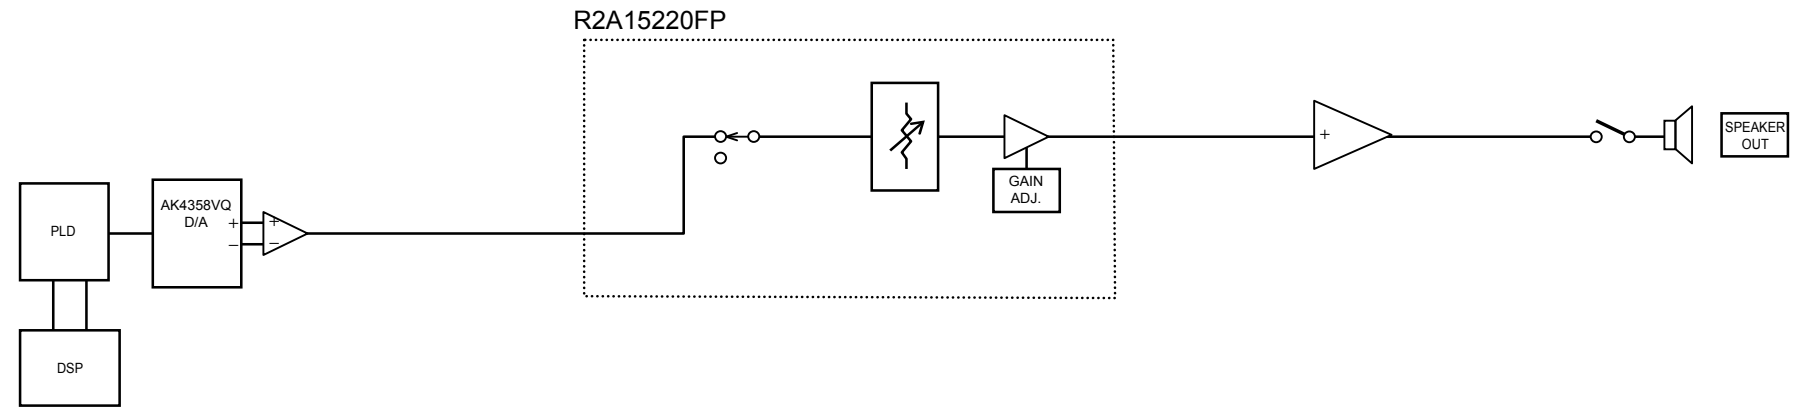 R2A15220FP
GAIN
ADJ.
+
SPEAKER
OUT
PLD
AK4358VQ
D/A
+
−
+
−
DSP